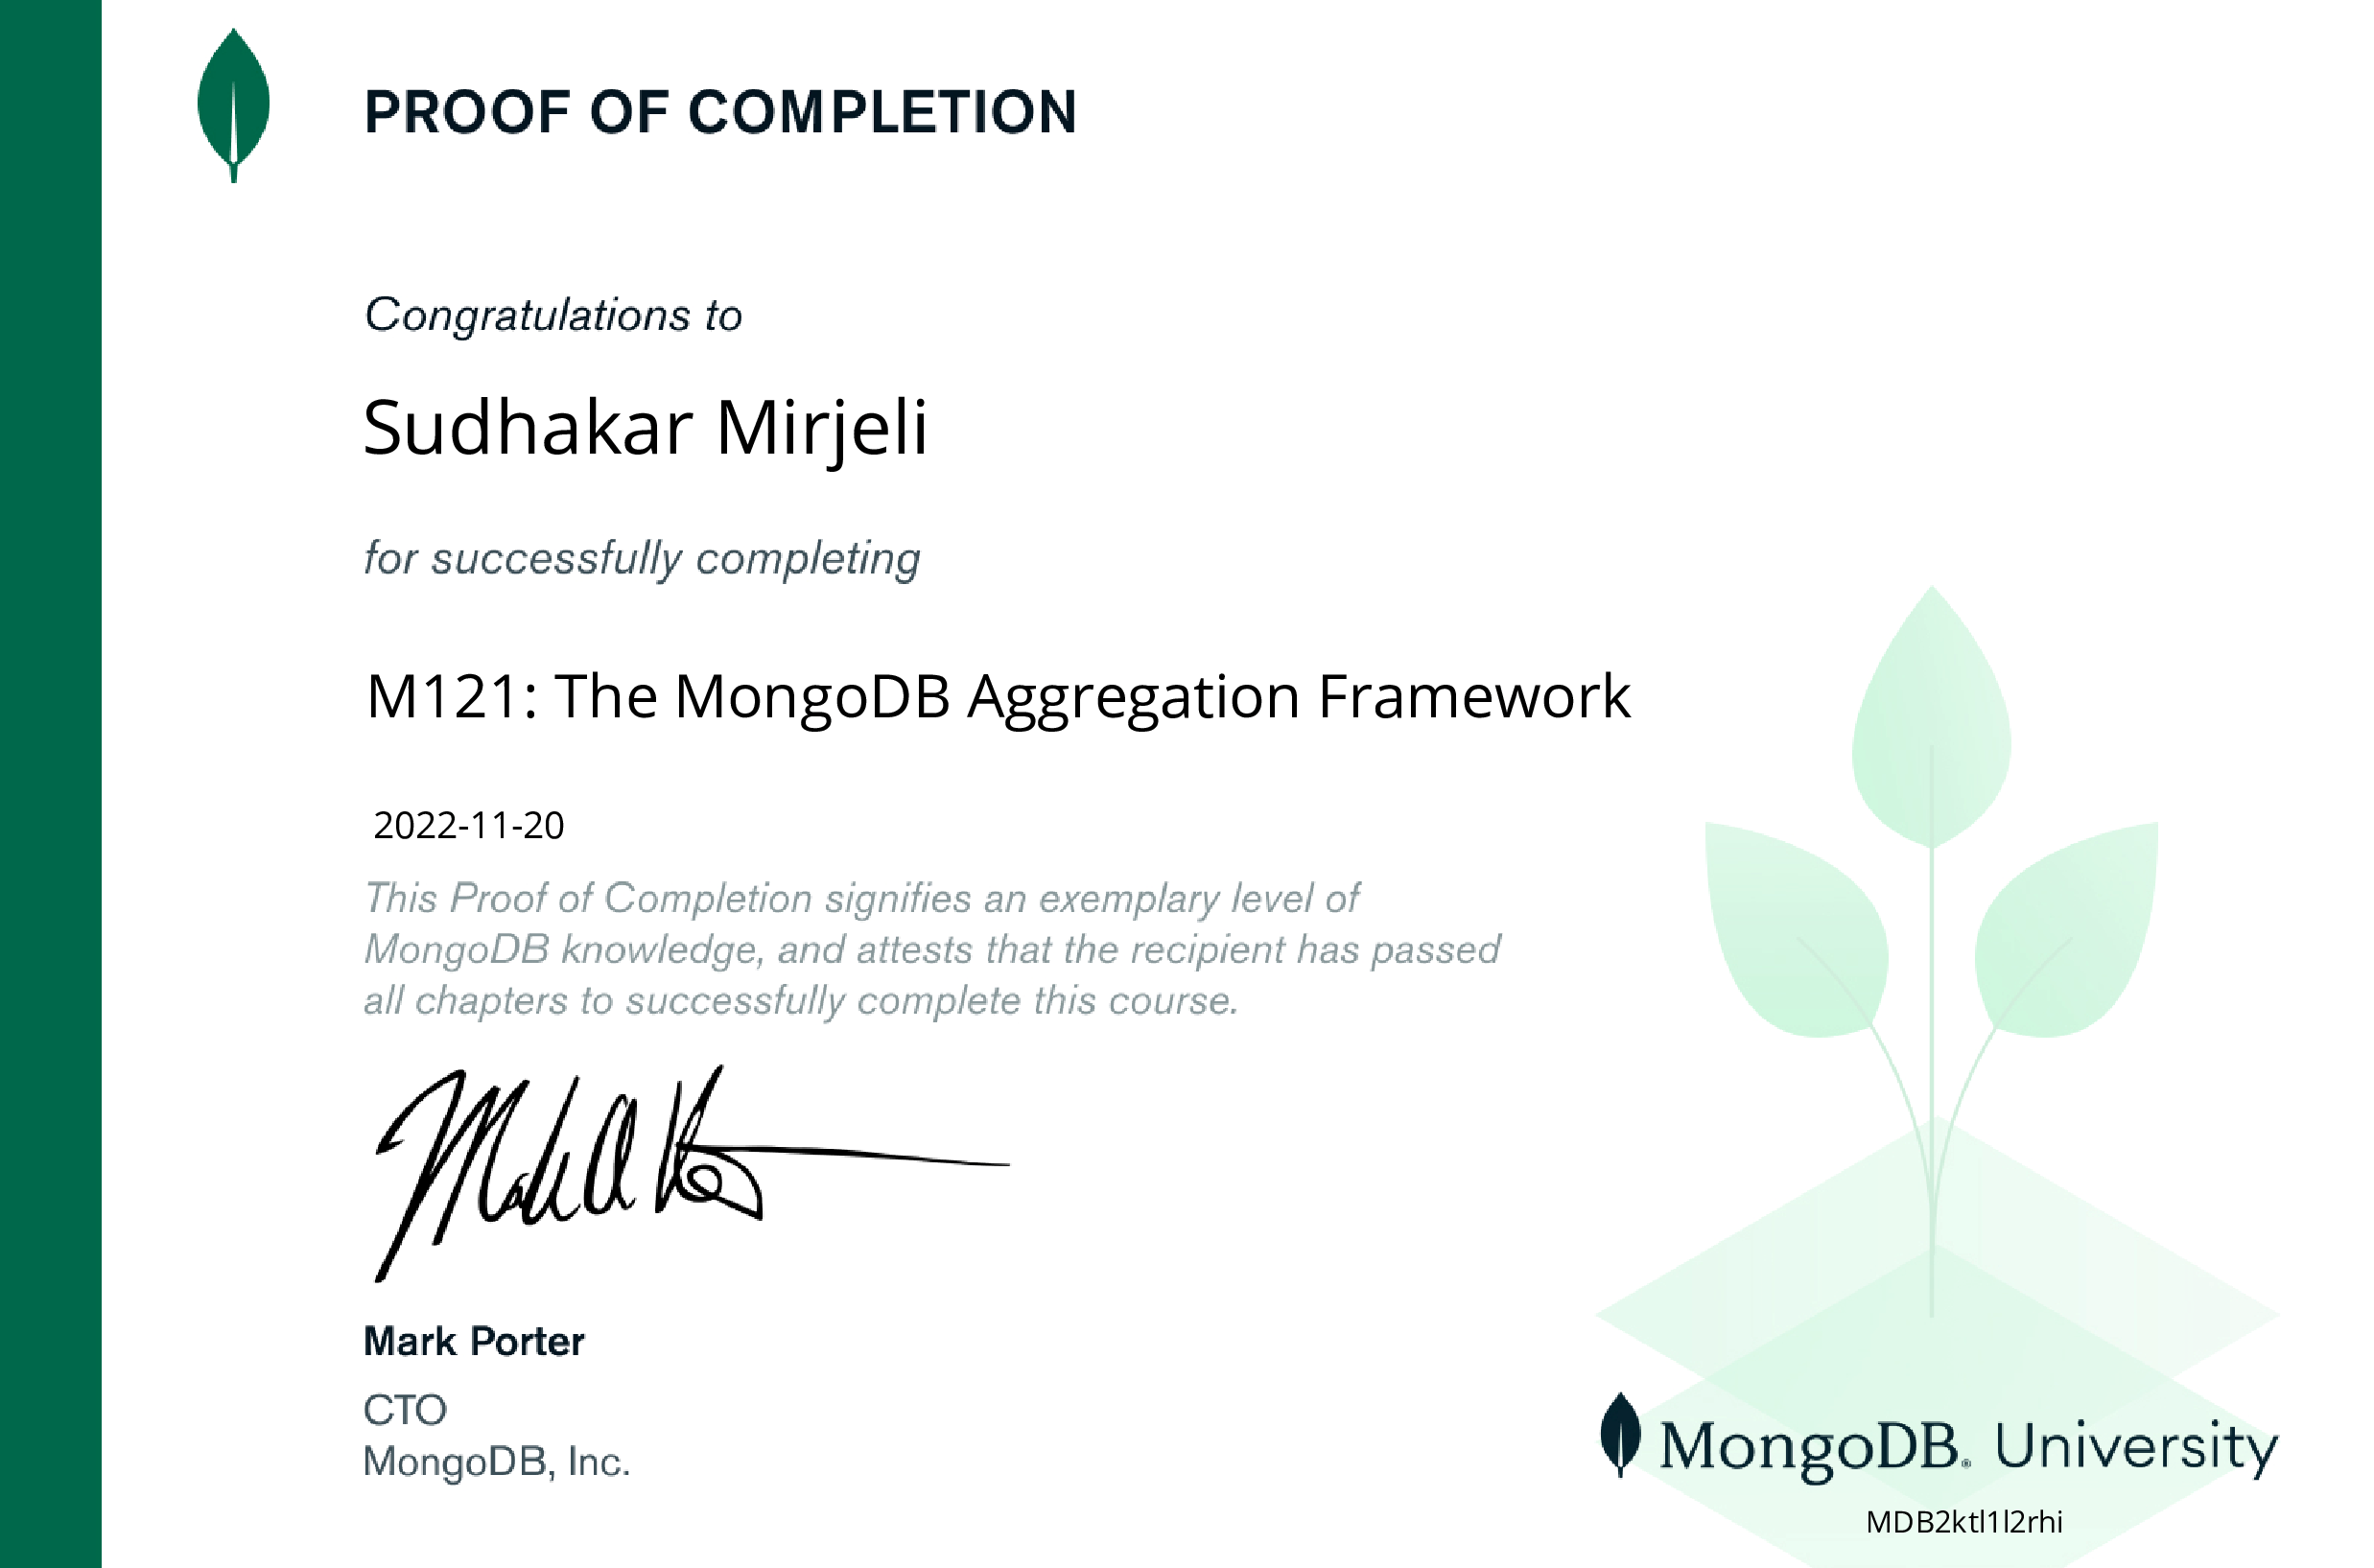 PROOF OF COMPLETION
Congratulations to
Sudhakar Mirjeli
for successfully completing
M121: The MongoDB Aggregation Framework
2022-11-20
This Proof of Completion signifies an exemplary level of
MongoDB knowledge, and attests that the recipient has passed
all chapters to successfully complete this course.
Mark Porter
CTO
MongoDB, Inc.
MongoDB® University
MDB2ktl1l2rhi